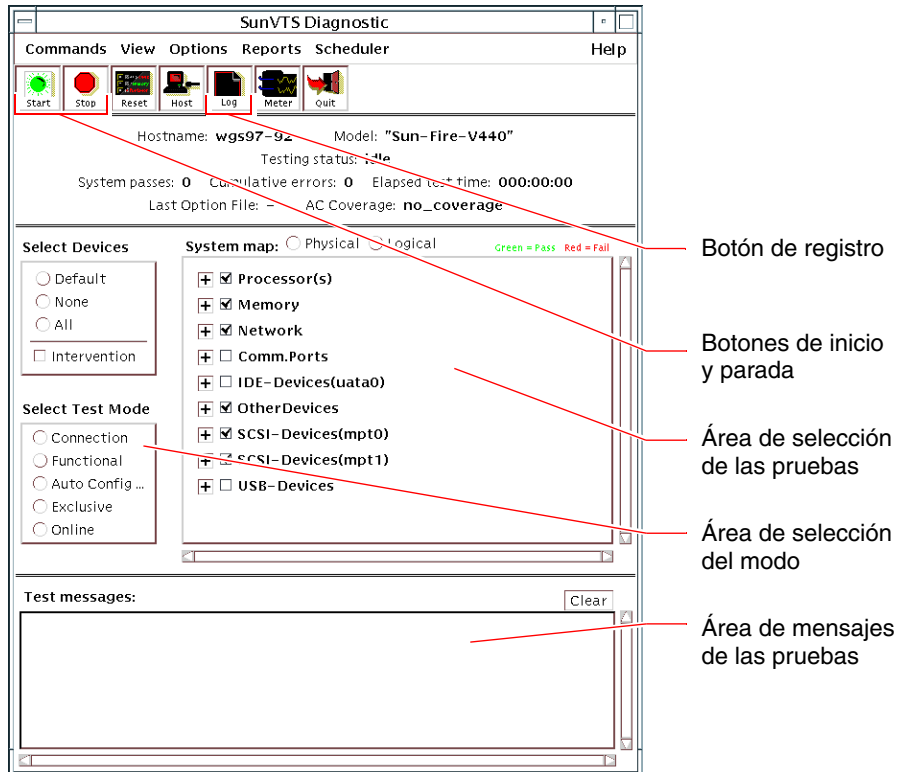 SunVTS Diagnostic
Commands View Options Reports Scheduler Help
Start Stop Reset Host Log Meter Quit
Hostname: wgs97-92 Model: "Sun-Fire-V440"
Testing status: idle
System passes: 0 Cumulative errors: 0 Elapsed test time: 000:00:00
Last Option File: - AC Coverage: no_coverage
Select Devices
Default
None
All
Intervention
Select Test Mode
Connection
Functional
Auto Config ...
Exclusive
Online
System map: Physical Logical Green = Pass Red = Fail
Processor(s)
Memory
Network
Comm.Ports
IDE-Devices(uata0)
OtherDevices
SCSI-Devices(mpt0)
SCSI-Devices(mpt1)
USB-Devices
Test messages: Clear
Botón de registro
Botones de inicio
y parada
Área de selección
de las pruebas
Área de selección
del modo
Área de mensajes
de las pruebas